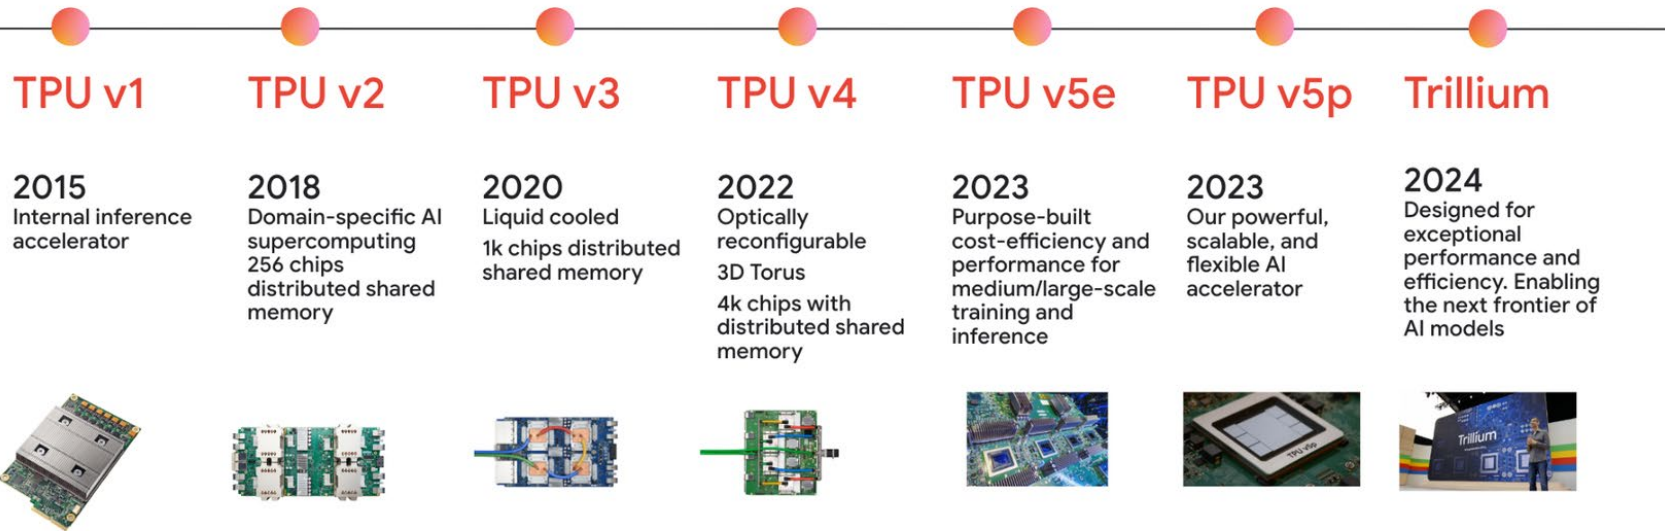 TPU v1
TPU v2
TPU v3
TPU v4
TPU v5e
TPU v5p
Trillium
2015
Internal inference
accelerator
2018
Domain-specific AI
supercomputing
256 chips
distributed shared
memory
2020
Liquid cooled
1k chips distributed
shared memory
2022
Optically
reconfigurable
3D Torus
4k chips with
distributed shared
memory
2023
Purpose-built
cost-efficiency and
performance for
medium/large-scale
training and
inference
2023
Our powerful,
scalable, and
flexible AI
accelerator
2024
Designed for
exceptional
performance and
efficiency. Enabling
the next frontier of
AI models
TPU v5p
Trillium